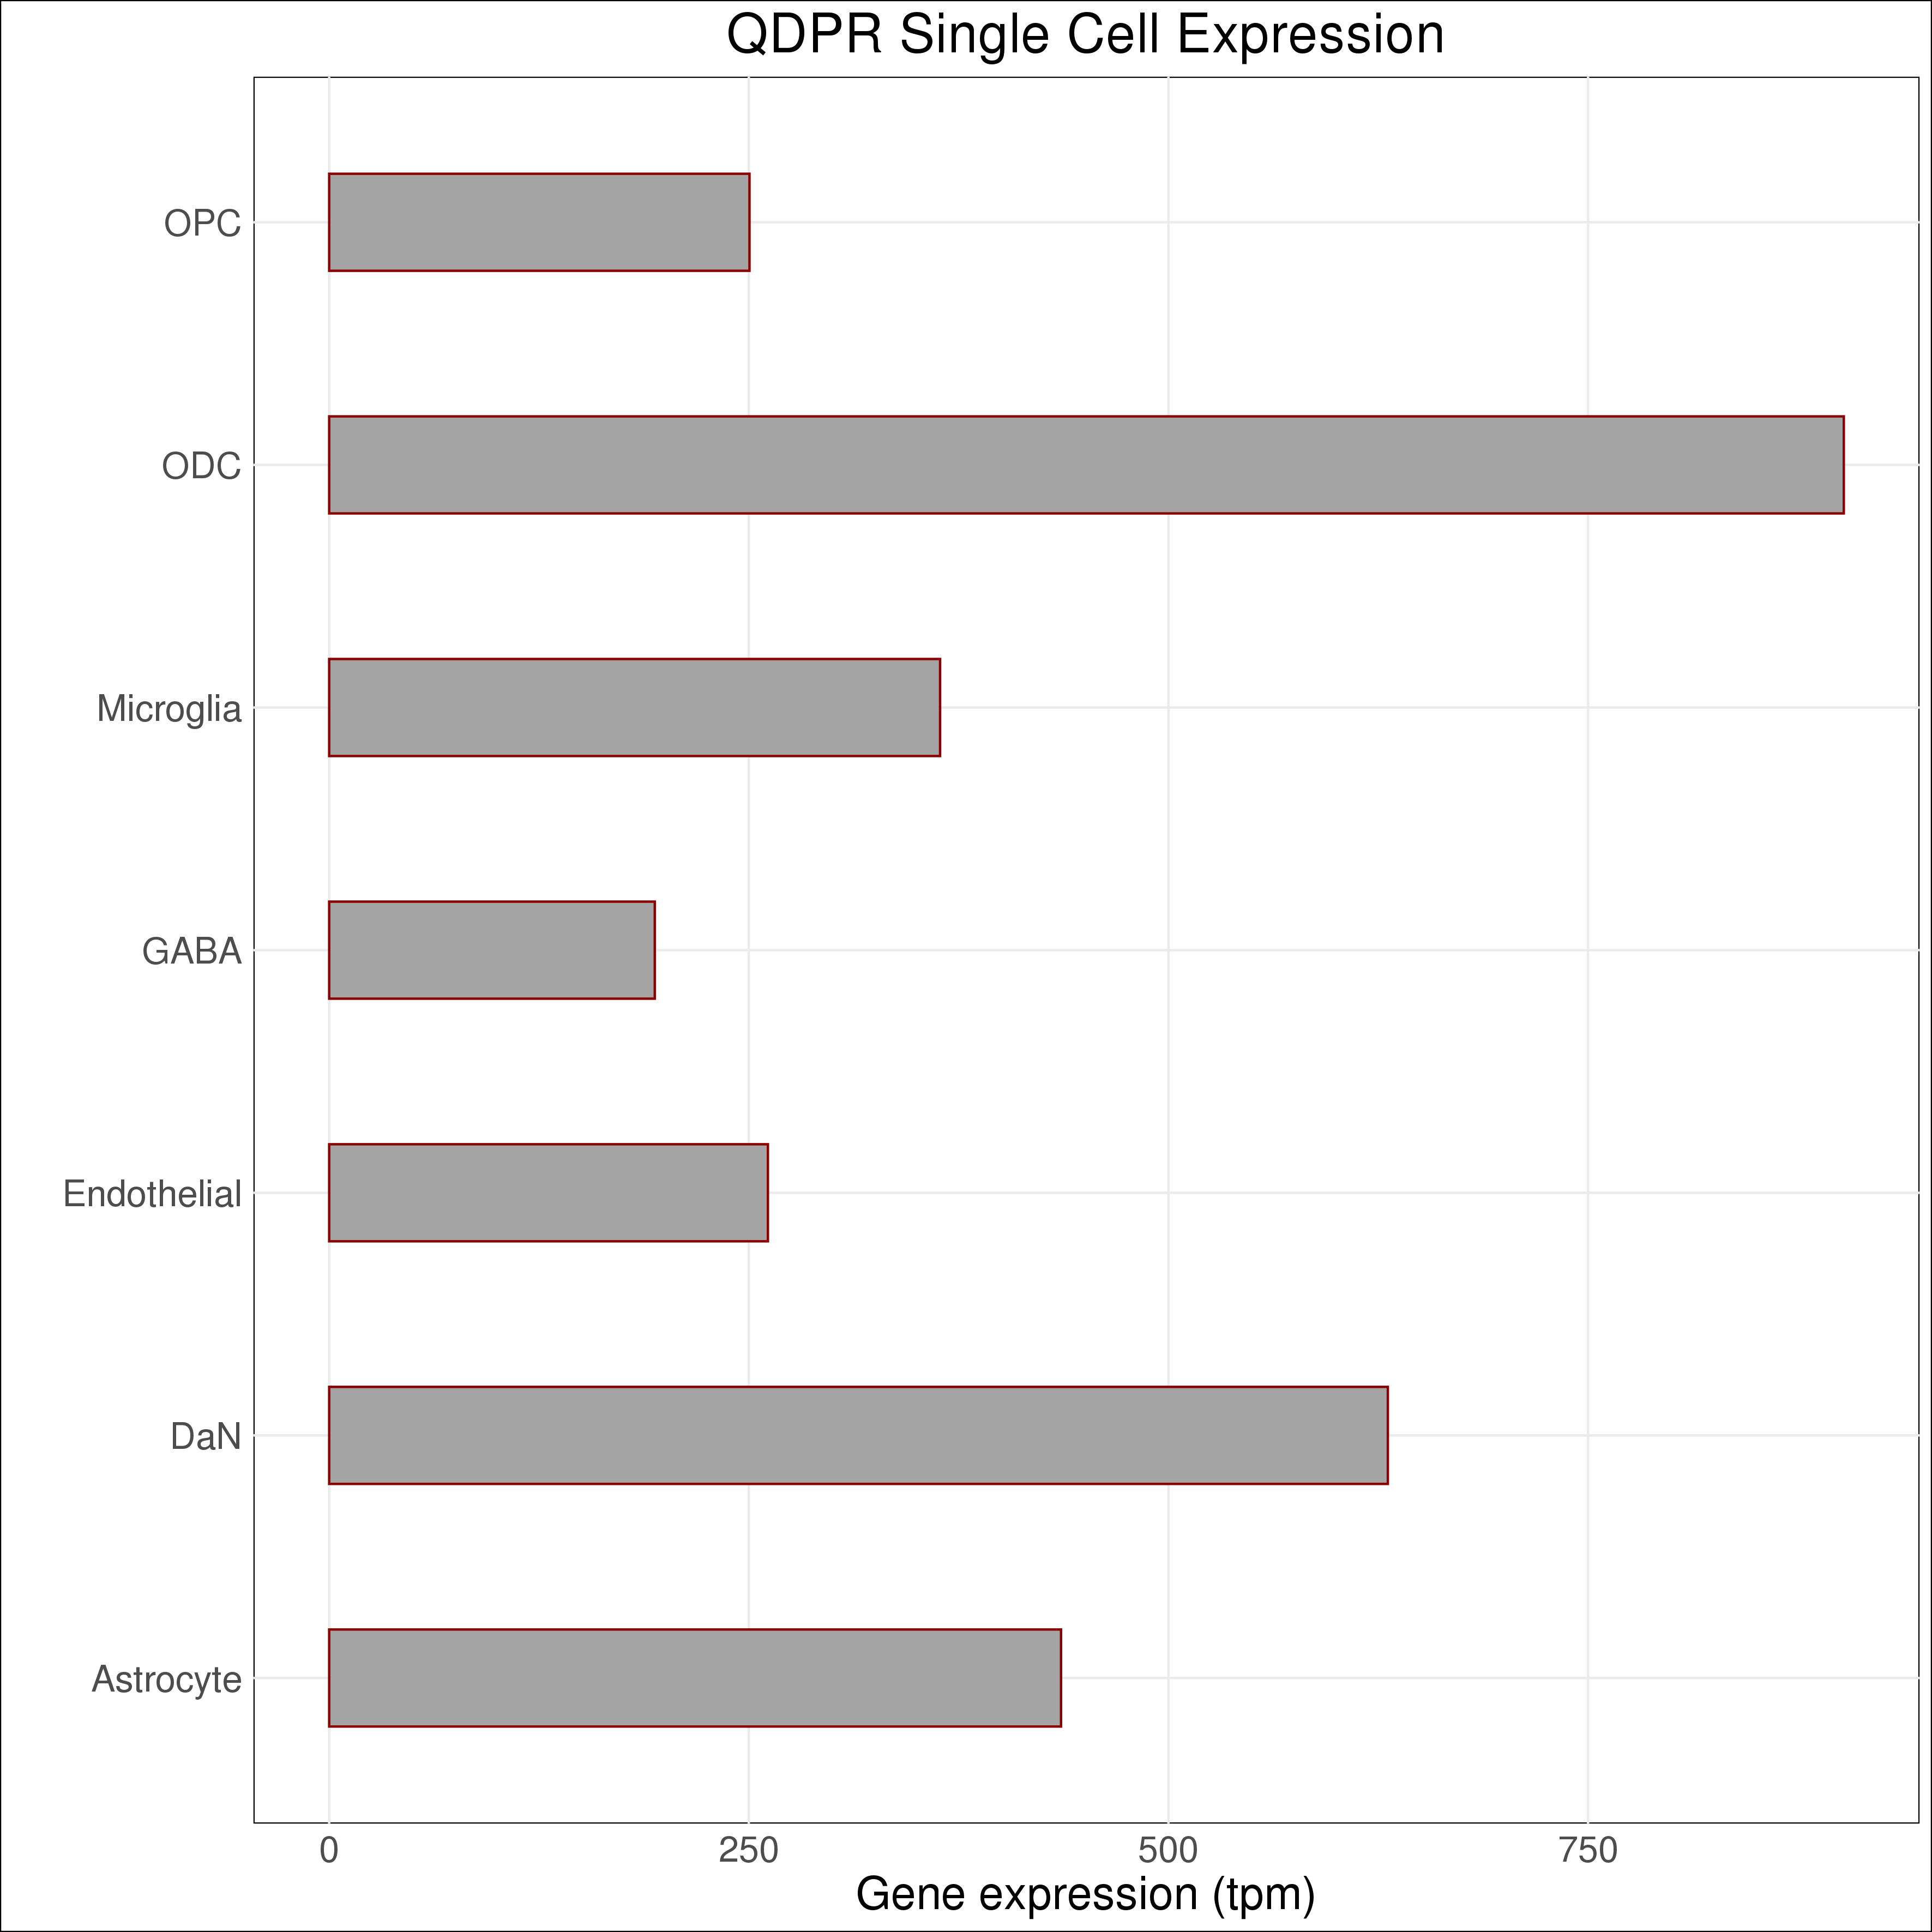 QDPR Single Cell Expression
OPC
ODC
Microglia
GABA
Endothelial
DaN
Astrocyte
0 250 500 750
Gene expression (tpm)